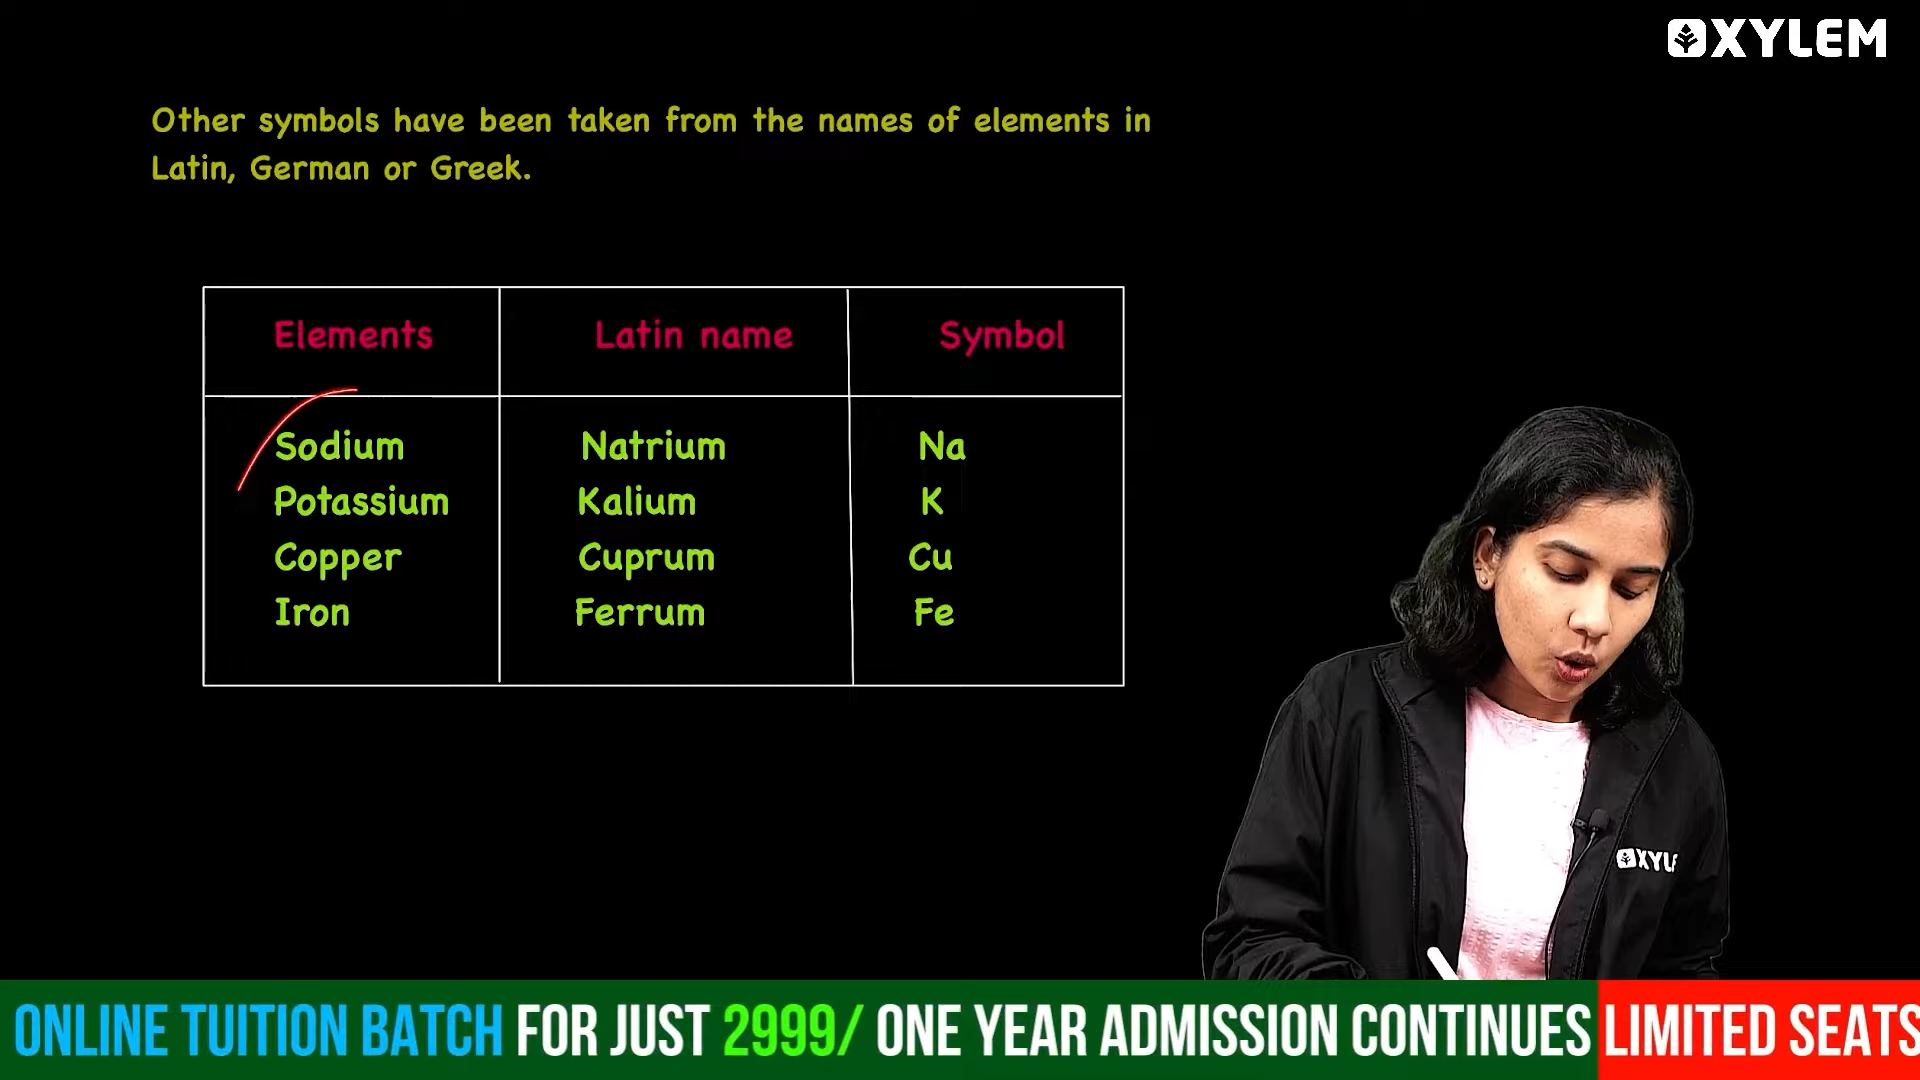 XYLEM
Other symbols have been taken from the names of elements in
Latin, German or Greek.
Elements Latin name Symbol
Sodium Natrium Na
Potassium Kalium K
Copper Cuprum Cu
Iron Ferrum Fe
XYLE
ONLINE TUITION BATCH FOR JUST 2999/ ONE YEAR ADMISSION CONTINUES LIMITED SEATS